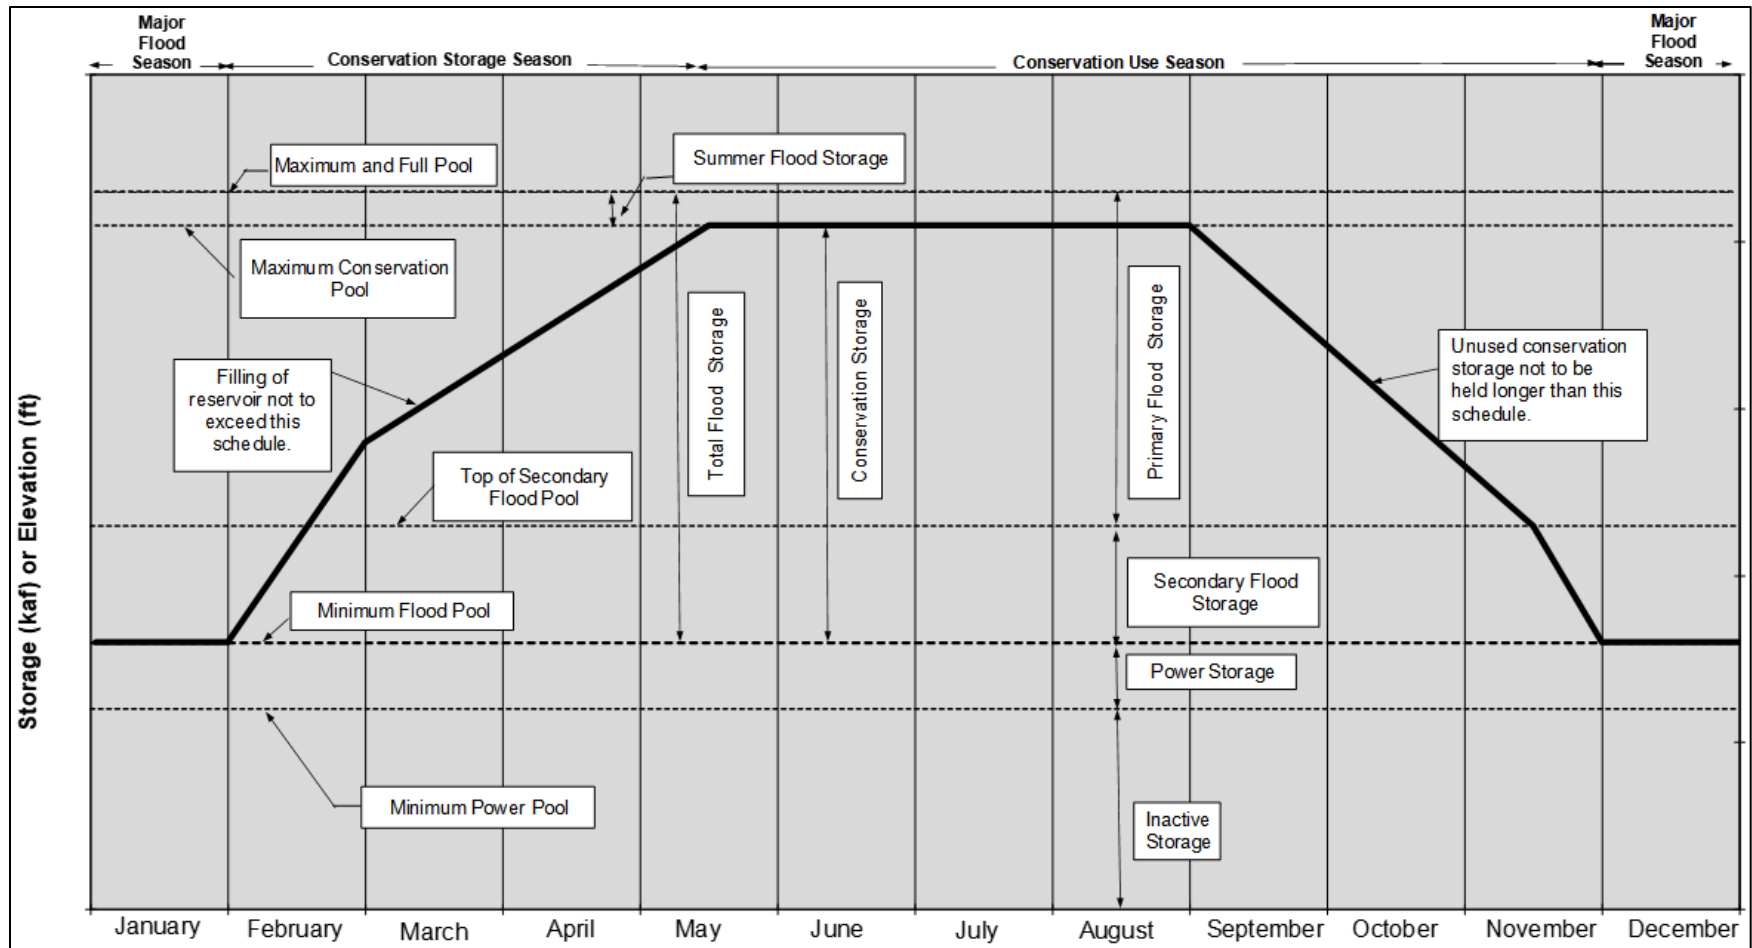 Major
Flood
Season
Conservation Storage Season
Conservation Use Season
Major
Flood
Season
Maximum and Full Pool
Summer Flood Storage
Maximum Conservation
Pool
Filling of
reservoir not to
exceed this
schedule.
Top of Secondary
Flood Pool
Minimum Flood Pool
Minimum Power Pool
Total Flood Storage
Conservation Storage
Primary Flood Storage
Unused conservation
storage not to be
held longer than this
schedule.
Secondary Flood
Storage
Power Storage
Inactive
Storage
Storage (kaf) or Elevation (ft)
January
February
March
April
May
June
July
August
September
October
November
December